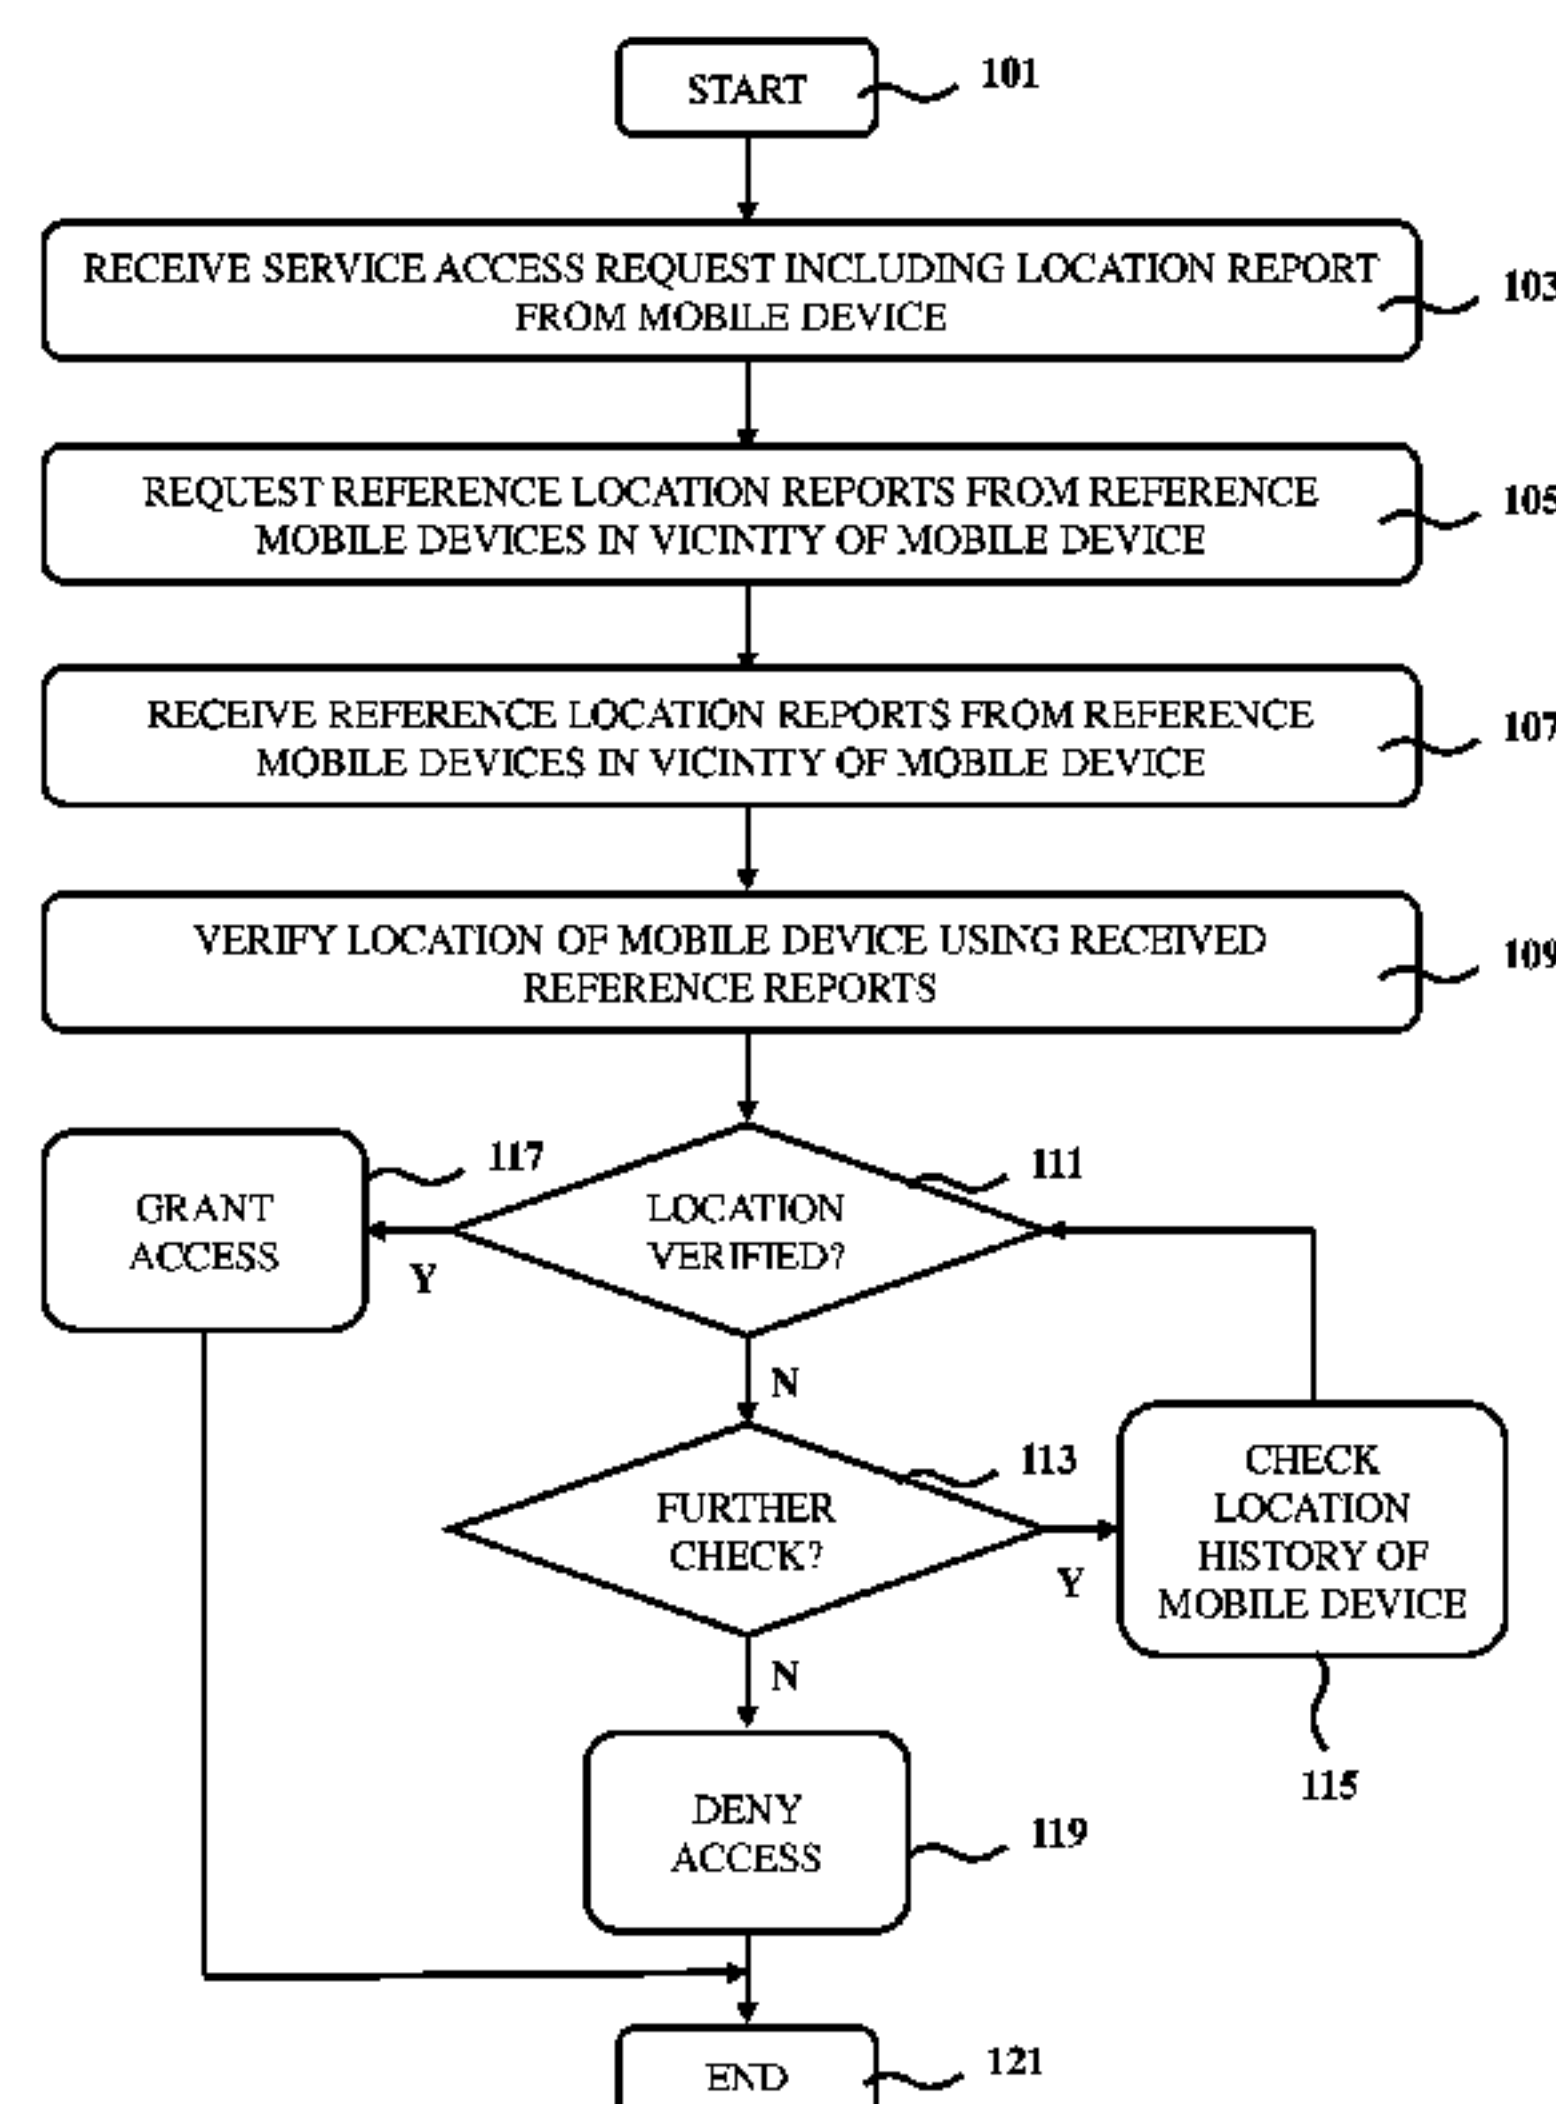 START
101
RECEIVE SERVICE ACCESS REQUEST INCLUDING LOCATION REPORT
FROM MOBILE DEVICE
103
REQUEST REFERENCE LOCATION REPORTS FROM REFERENCE
MOBILE DEVICES IN VICINITY OF MOBILE DEVICE
105
RECEIVE REFERENCE LOCATION REPORTS FROM REFERENCE
MOBILE DEVICES IN VICINITY OF MOBILE DEVICE
107
VERIFY LOCATION OF MOBILE DEVICE USING RECEIVED
REFERENCE REPORTS
109
GRANT
ACCESS
117
Y
LOCATION
VERIFIED?
111
N
FURTHER
CHECK?
113
Y
CHECK
LOCATION
HISTORY OF
MOBILE DEVICE
115
N
DENY
ACCESS
119
END
121